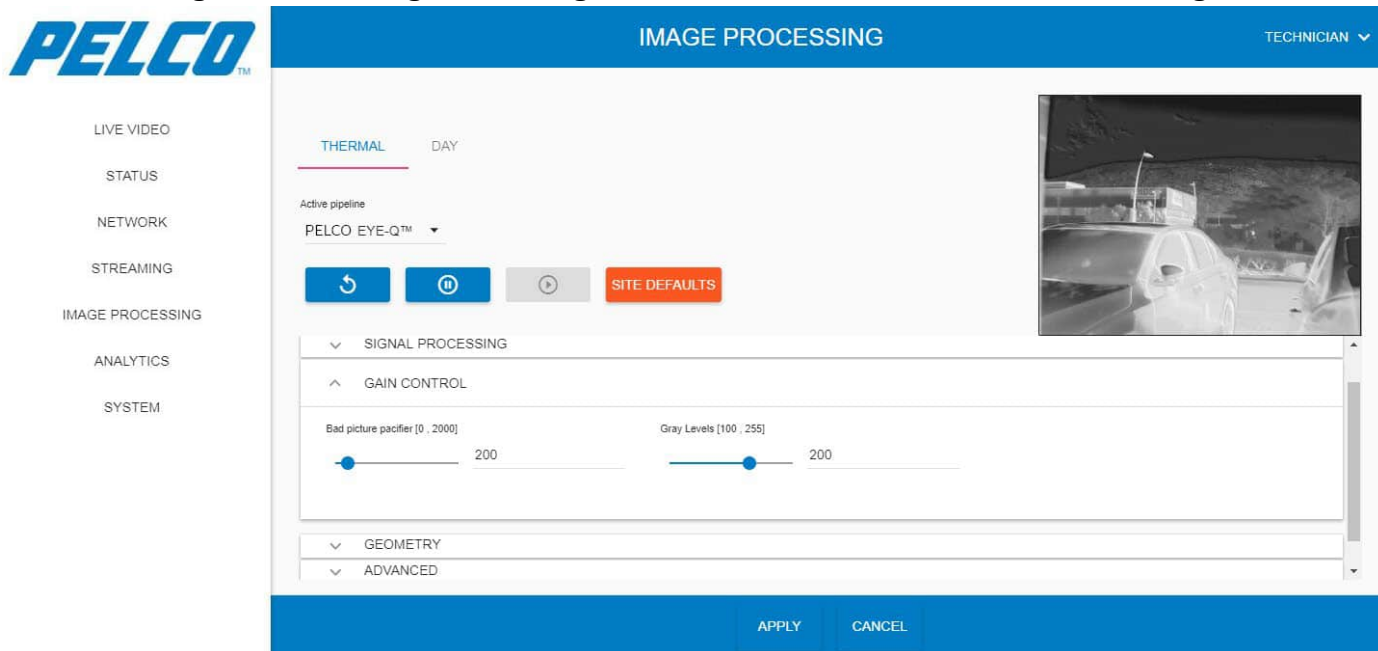 PELCO TM
IMAGE PROCESSING
TECHNICIAN
LIVE VIDEO
STATUS
NETWORK
STREAMING
IMAGE PROCESSING
ANALYTICS
SYSTEM
THERMAL DAY
Active pipeline
PELCO EYE-Q™
SITE DEFAULTS
SIGNAL PROCESSING
GAIN CONTROL
Bad picture pacifier [0 , 2000] Gray Levels [100 , 255]
200 200
GEOMETRY
ADVANCED
APPLY CANCEL